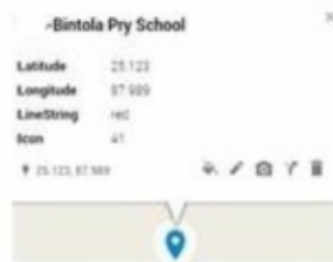 -Bintola Pry School
Latitude 25.123
Longitude 87.989
LineString red
Icon 41
25.123, 87.989